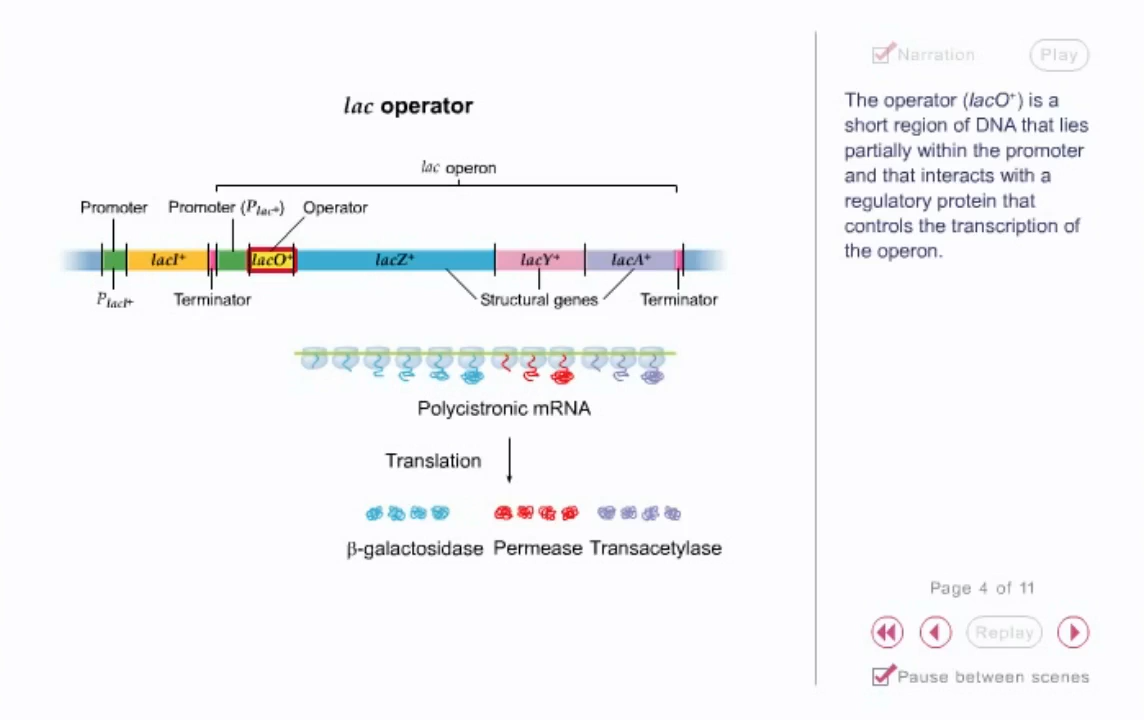 lac operator
lac operon
Promoter Promoter (Plac+) Operator
lacI+ lacO+ lacZ+ lacY+ lacA+
PlacI+ Terminator Structural genes Terminator
Polycistronic mRNA
Translation
β-galactosidase Permease Transacetylase
Narration Play
The operator (lacO+) is a
short region of DNA that lies
partially within the promoter
and that interacts with a
regulatory protein that
controls the transcription of
the operon.
Page 4 of 11
Replay
Pause between scenes